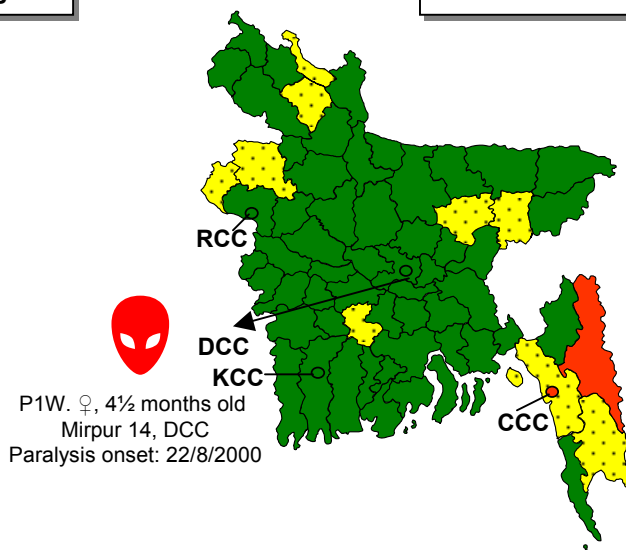 RCC
DCC
KCC
CCC
P1W. ♀, 4½ months old
Mirpur 14, DCC
Paralysis onset: 22/8/2000